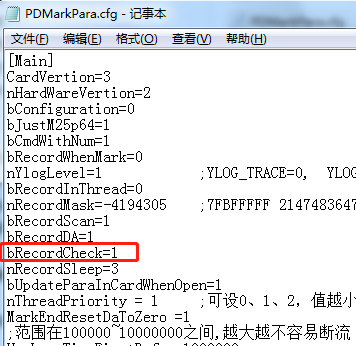 PDMarkPara.cfg - 记事本
文件(F) 编辑(E) 格式(O) 查看(V) 帮助(H)
[Main]
CardVertion=3
nHardWareVertion=2
bConfiguration=0
bJustM25p64=1
bCmdWithNum=1
bRecordWhenMark=0
nYlogLevel=1 ;YLOG_TRACE=0, YLOG
bRecordInThread=0
nRecordMask=-4194305 ;7FBFFFFF 214748364
bRecordScan=1
bRecordDA=1
bRecordCheck=1
nRecordSleep=3
bUpdateParaInCardWhenOpen=1
nThreadPriority = 1 ;可设0、1、2，值越小
MarkEndResetDaToZero =1
;范围在100000~10000000之间,越大越不容易断流